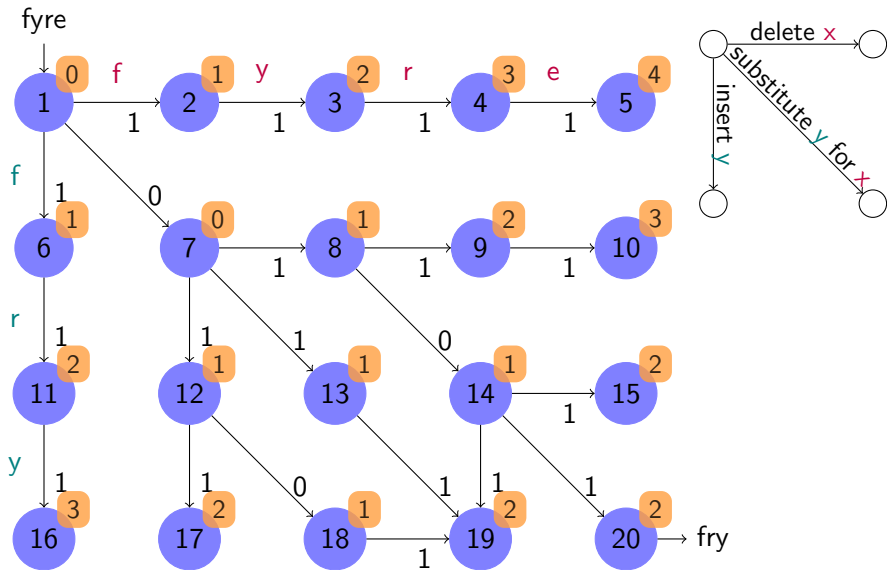 fyre
delete x
0 f 1 y 2 r 3 e 4
1 2 3 4 5
1 1 1 1
substitute y for x
insert y
f 1 0
1 0 1 2 3
6 7 8 9 10
1 1 1
r 1 1 1 0
2 1 1 1 2
11 12 13 14 15
1
y 1 1 0 1 1 1
3 2 1 2 2
16 17 18 19 20 fry
1